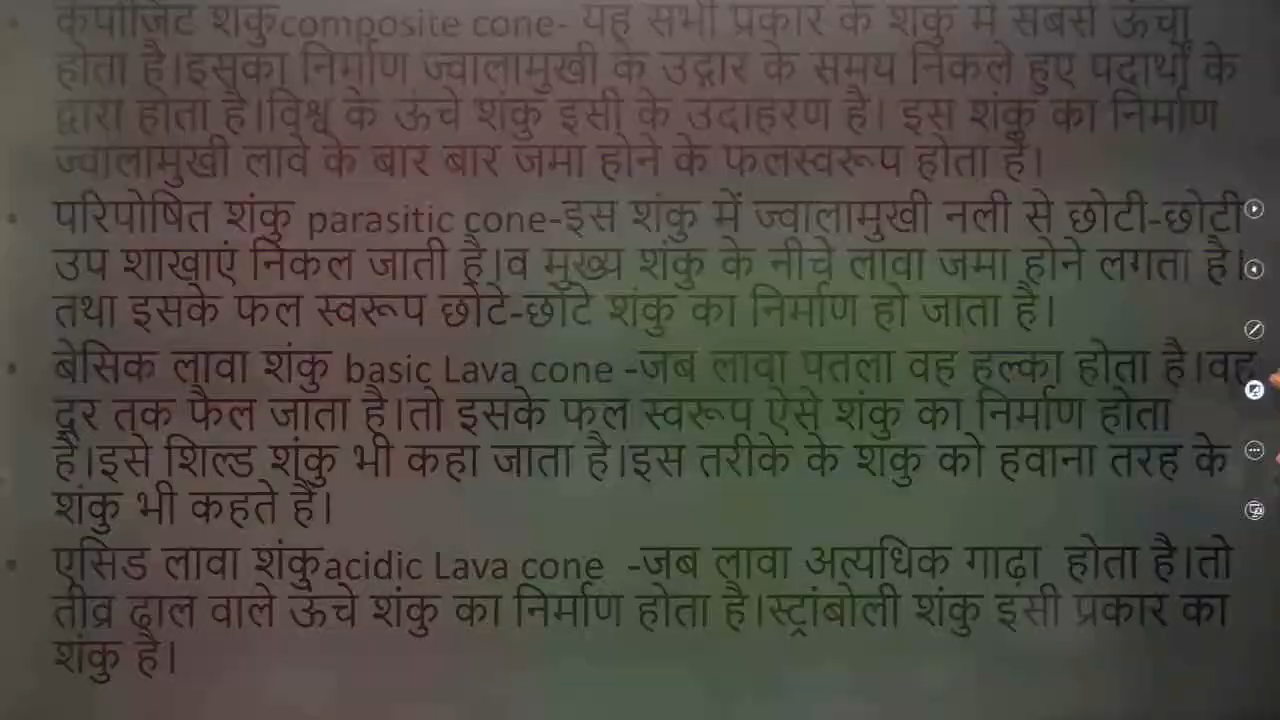 कंपोजिट शंकुcomposite cone- यह सभी प्रकार के शंकु में सबसे ऊंचा
होता है।इसका निर्माण ज्वालामुखी के उद्गार के समय निकले हुए पदार्थों के
द्वारा होता है।विश्व के ऊंचे शंकु इसी के उदाहरण है। इस शंकु का निर्माण
ज्वालामुखी लावे के बार बार जमा होने के फलस्वरूप होता है।
परिपोषित शंकु parasitic cone-इस शंकु में ज्वालामुखी नली से छोटी-छोटी
उप शाखाएं निकल जाती है।व मुख्य शंकु के नीचे लावा जमा होने लगता है।
तथा इसके फल स्वरूप छोटे-छोटे शंकु का निर्माण हो जाता है।
बेसिक लावा शंकु basic Lava cone -जब लावा पतला वह हल्का होता है।वह
दूर तक फैल जाता है।तो इसके फल स्वरूप ऐसे शंकु का निर्माण होता
है।इसे शिल्ड शंकु भी कहा जाता है।इस तरीके के शंकु को हवाना तरह के
शंकु भी कहते हैं।
एसिड लावा शंकुacidic Lava cone -जब लावा अत्यधिक गाढ़ा होता है।तो
तीव्र ढाल वाले ऊंचे शंकु का निर्माण होता है।स्ट्रांबोली शंकु इसी प्रकार का
शंकु है।